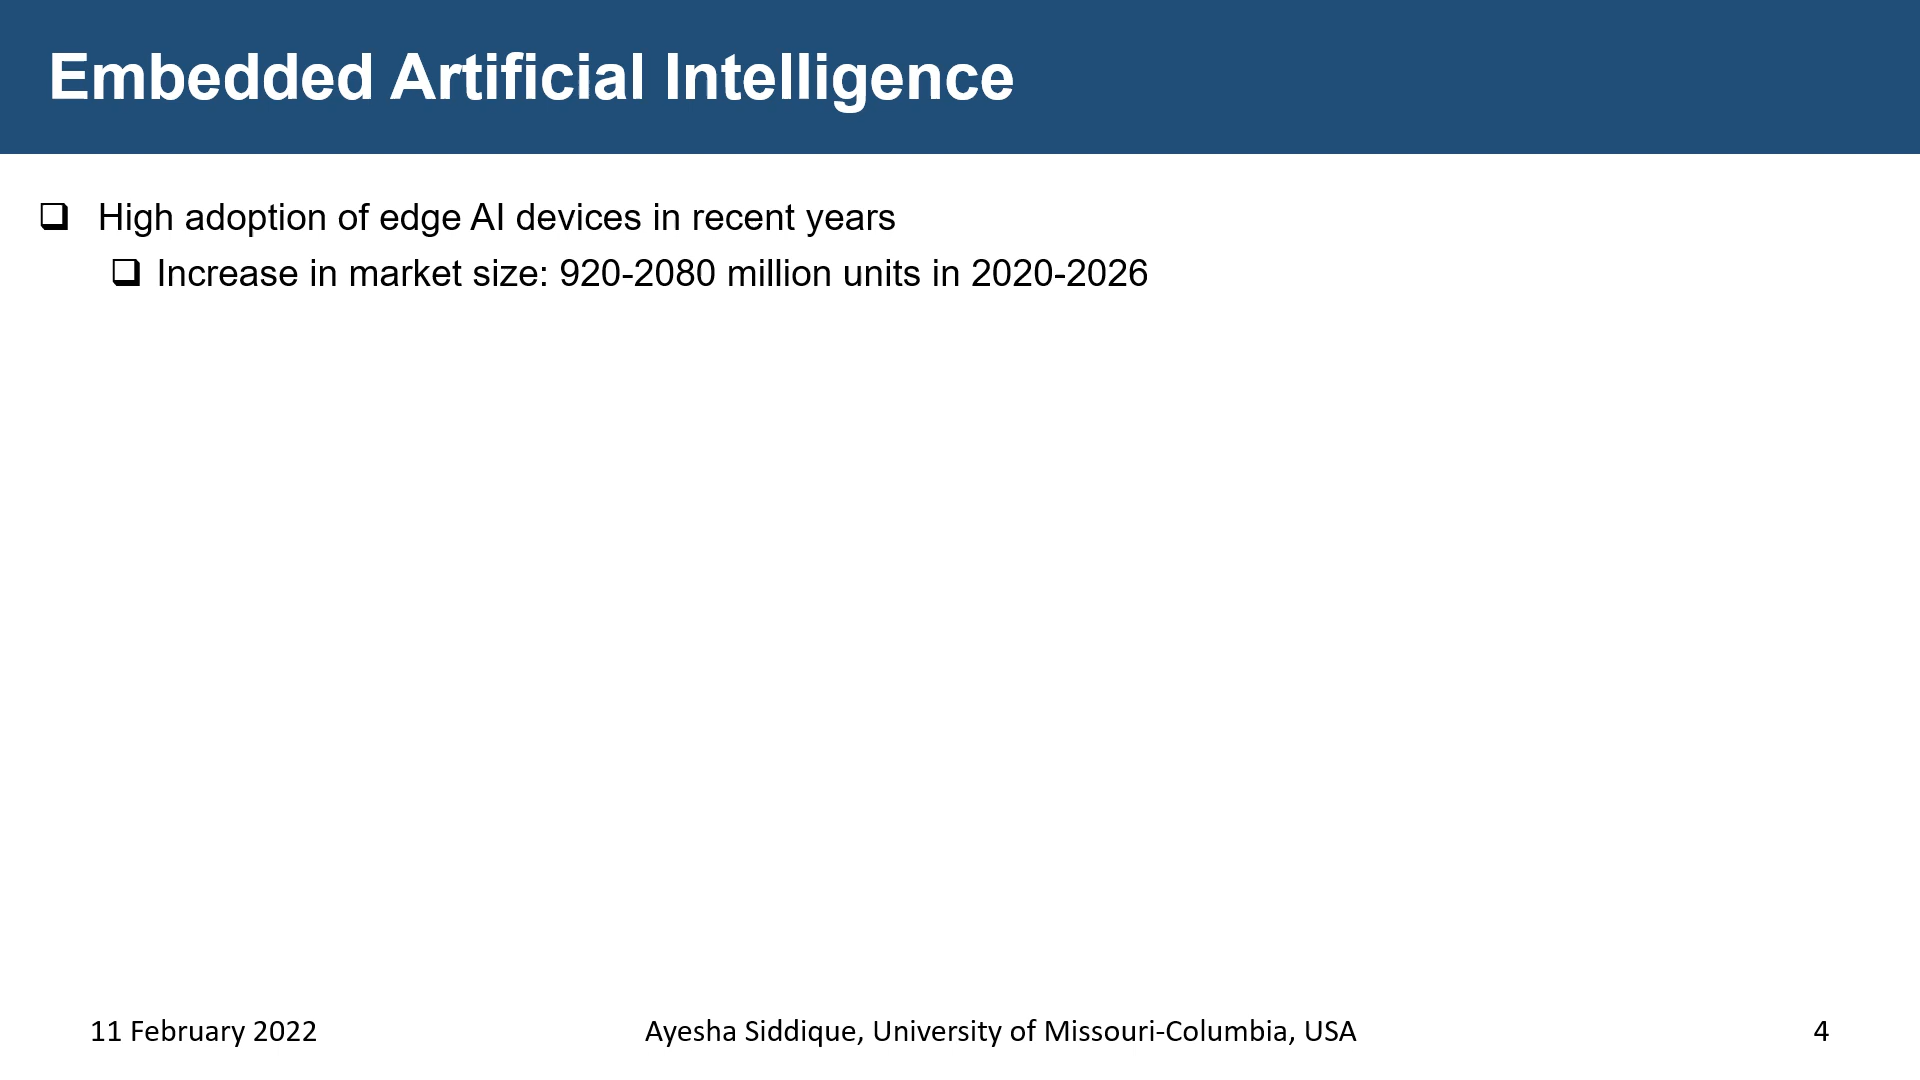 Embedded Artificial Intelligence
❑ High adoption of edge AI devices in recent years
❑ Increase in market size: 920-2080 million units in 2020-2026
11 February 2022
Ayesha Siddique, University of Missouri-Columbia, USA
4